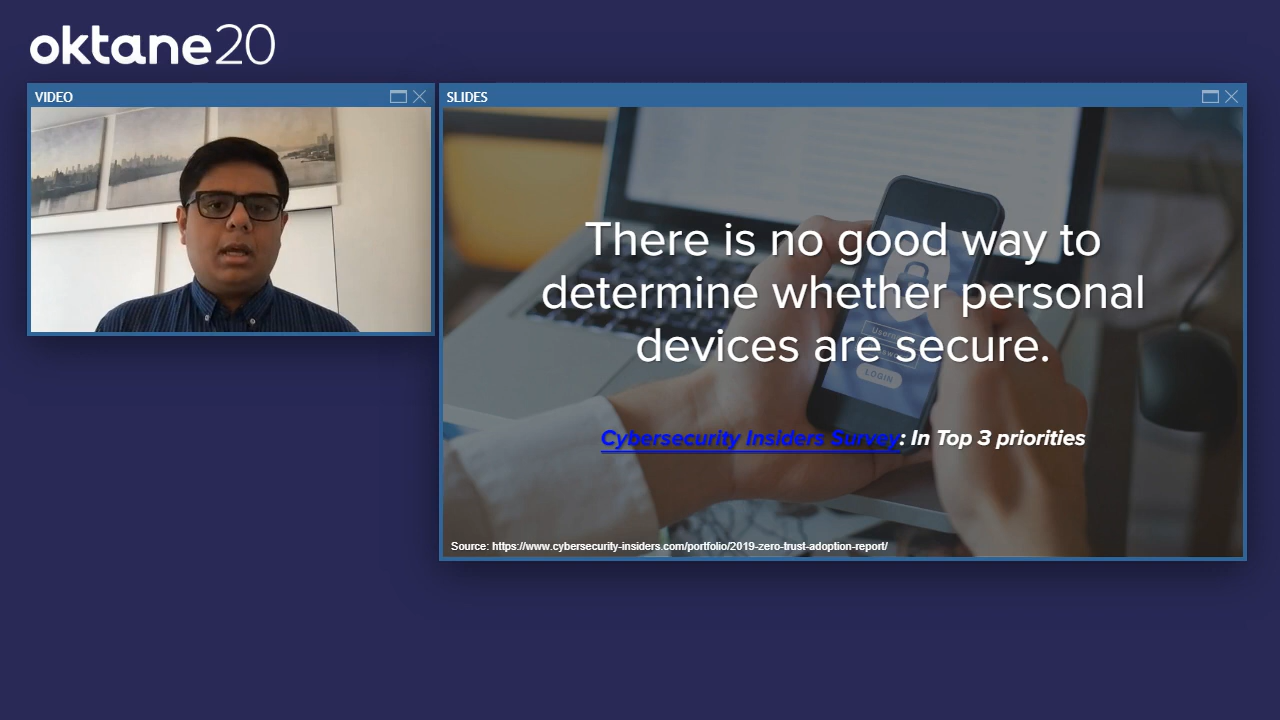 oktane20
VIDEO
SLIDES
There is no good way to
determine whether personal
devices are secure.
LOGIN
Cybersecurity Insiders Survey: In Top 3 priorities
Source: https://www.cybersecurity-insiders.com/portfolio/2019-zero-trust-adoption-report/